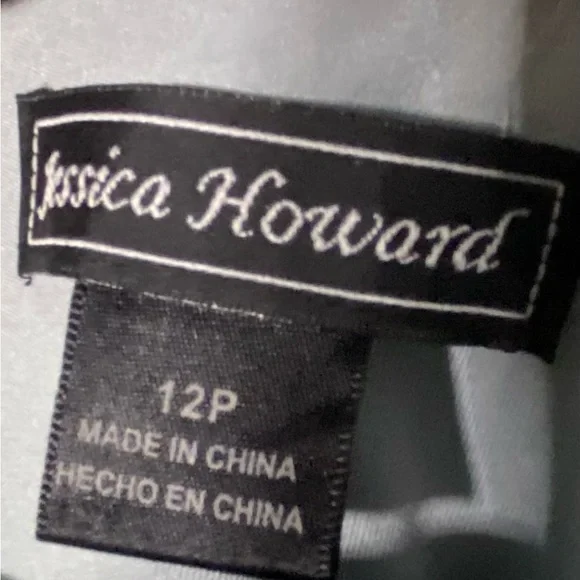 Jessica Howard
12P
MADE IN CHINA
HECHO EN CHINA